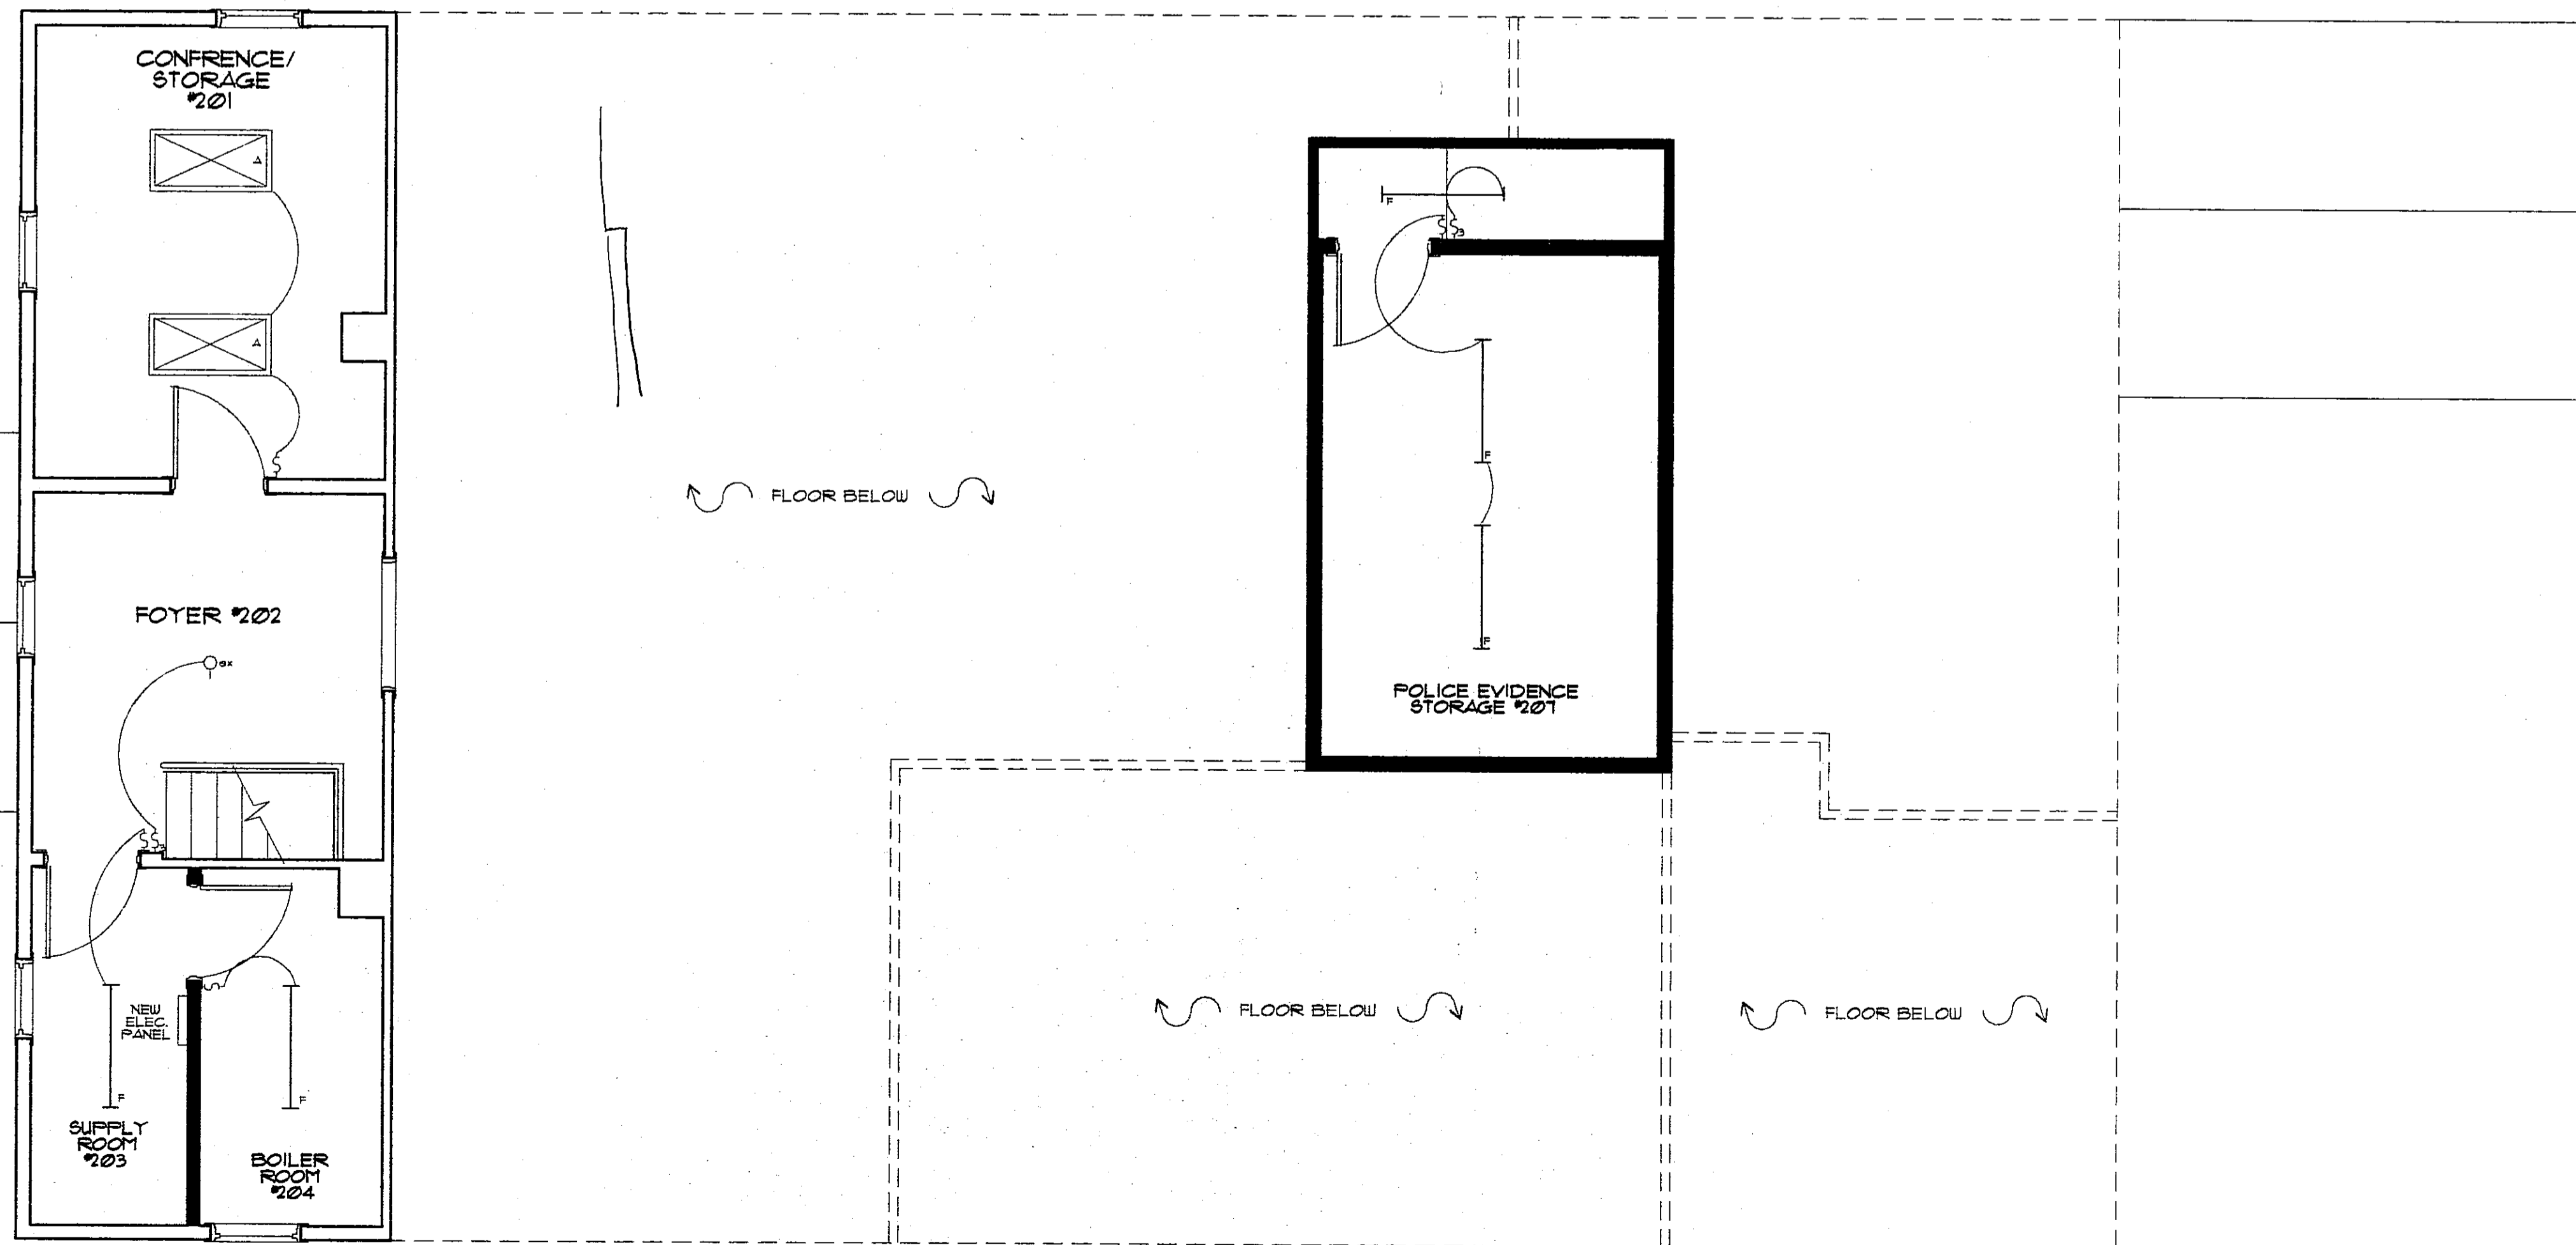 CONFRENCE/
STORAGE
#201
A
A
$
FOYER #202
$$
NEW
ELEC.
PANEL
F
F
SUPPLY
ROOM
#203
BOILER
ROOM
#204
$
FLOOR BELOW
F
$$3
F
F
POLICE EVIDENCE
STORAGE #207
FLOOR BELOW
FLOOR BELOW